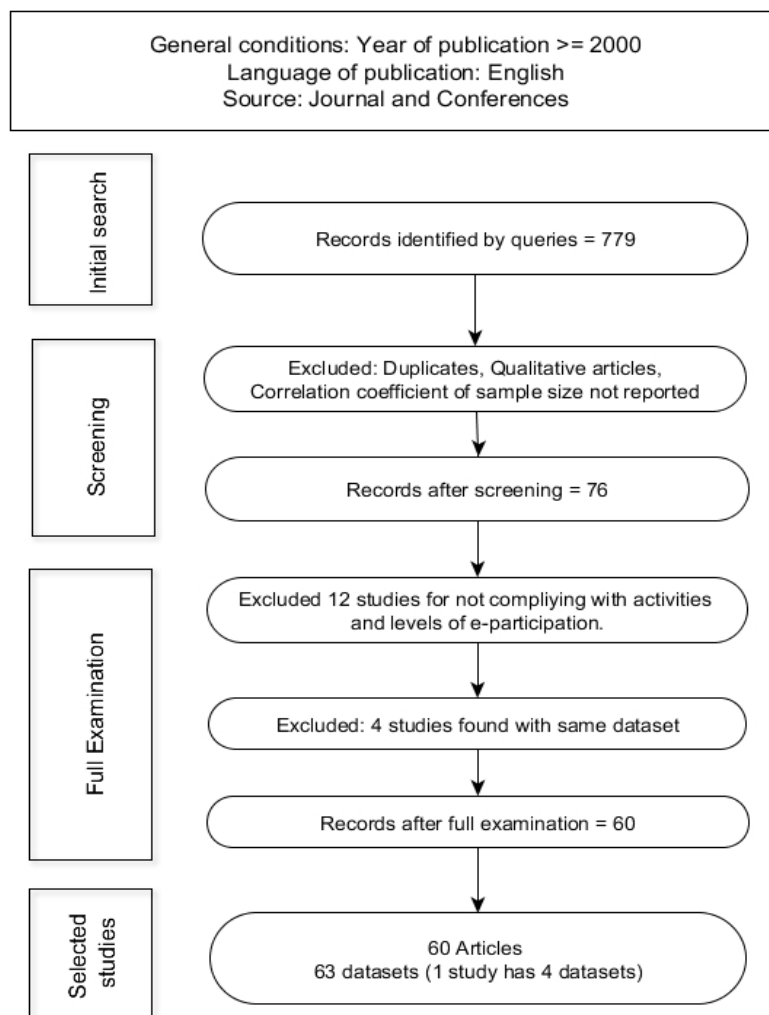 General conditions: Year of publication >= 2000
Language of publication: English
Source: Journal and Conferences
Initial search
Records identified by queries = 779
Screening
Excluded: Duplicates, Qualitative articles,
Correlation coefficient of sample size not reported
Records after screening = 76
Full Examination
Excluded 12 studies for not compliying with activities
and levels of e-participation.
Excluded: 4 studies found with same dataset
Records after full examination = 60
Selected
studies
60 Articles
63 datasets (1 study has 4 datasets)